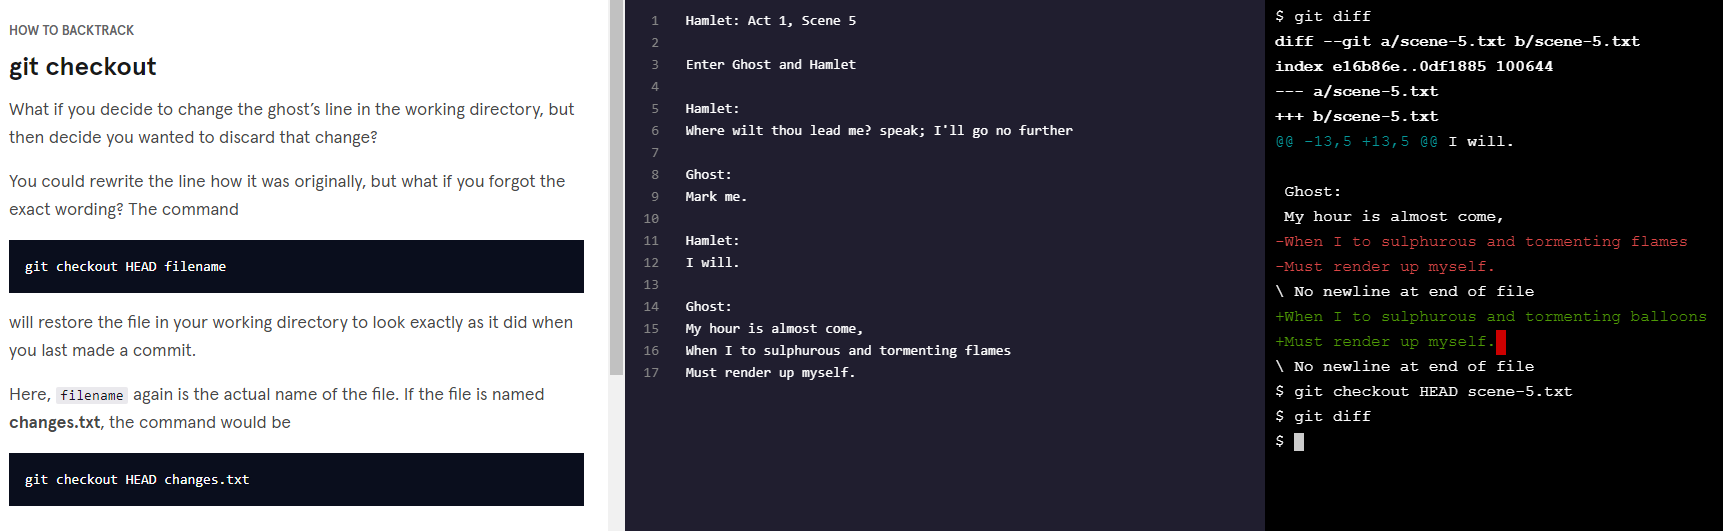 HOW TO BACKTRACK
git checkout
What if you decide to change the ghost’s line in the working directory, but
then decide you wanted to discard that change?
You could rewrite the line how it was originally, but what if you forgot the
exact wording? The command
git checkout HEAD filename
will restore the file in your working directory to look exactly as it did when
you last made a commit.
Here, filename again is the actual name of the file. If the file is named
changes.txt, the command would be
git checkout HEAD changes.txt
1 Hamlet: Act 1, Scene 5
2
3 Enter Ghost and Hamlet
4
5 Hamlet:
6 Where wilt thou lead me? speak; I'll go no further
7
8 Ghost:
9 Mark me.
10
11 Hamlet:
12 I will.
13
14 Ghost:
15 My hour is almost come,
16 When I to sulphurous and tormenting flames
17 Must render up myself.
$ git diff
diff --git a/scene-5.txt b/scene-5.txt
index e16b86e..0df1885 100644
--- a/scene-5.txt
+++ b/scene-5.txt
@@ -13,5 +13,5 @@ I will.
Ghost:
My hour is almost come,
-When I to sulphurous and tormenting flames
-Must render up myself.
\ No newline at end of file
+When I to sulphurous and tormenting balloons
+Must render up myself.
\ No newline at end of file
$ git checkout HEAD scene-5.txt
$ git diff
$